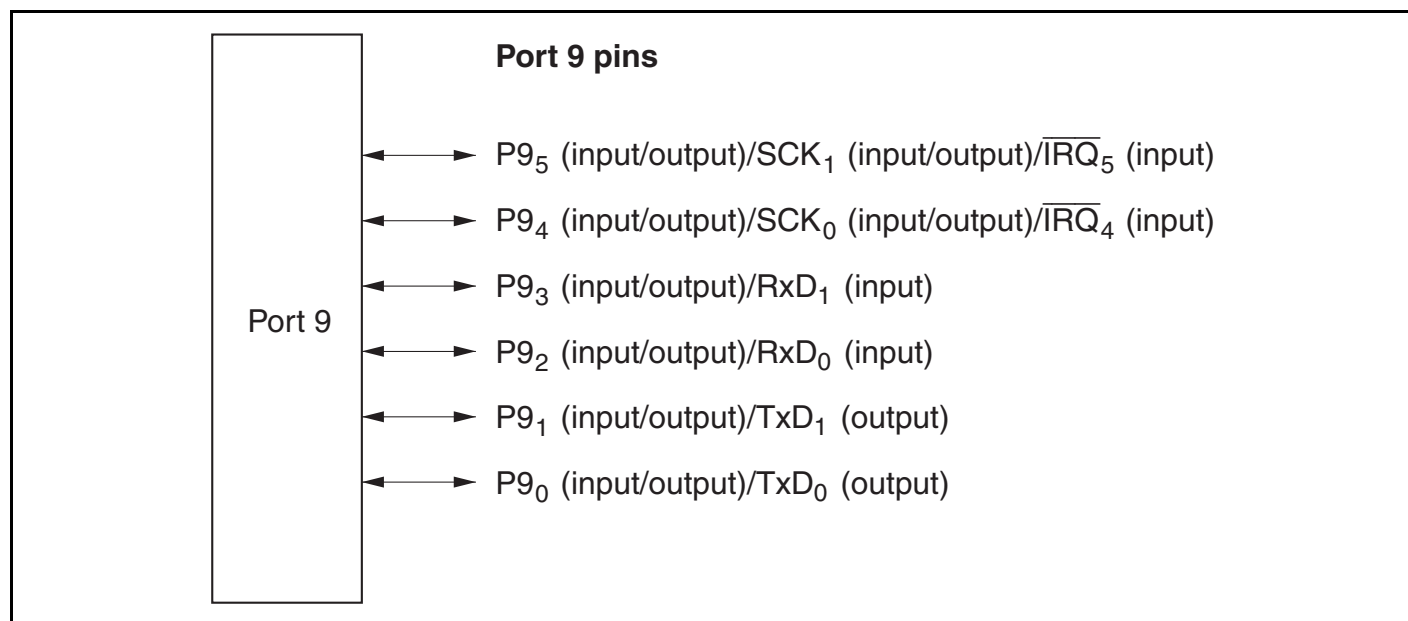 Port 9 pins
P9₅ (input/output)/SCK₁ (input/output)/I̅R̅Q̅₅ (input)
P9₄ (input/output)/SCK₀ (input/output)/I̅R̅Q̅₄ (input)
P9₃ (input/output)/RxD₁ (input)
Port 9
P9₂ (input/output)/RxD₀ (input)
P9₁ (input/output)/TxD₁ (output)
P9₀ (input/output)/TxD₀ (output)